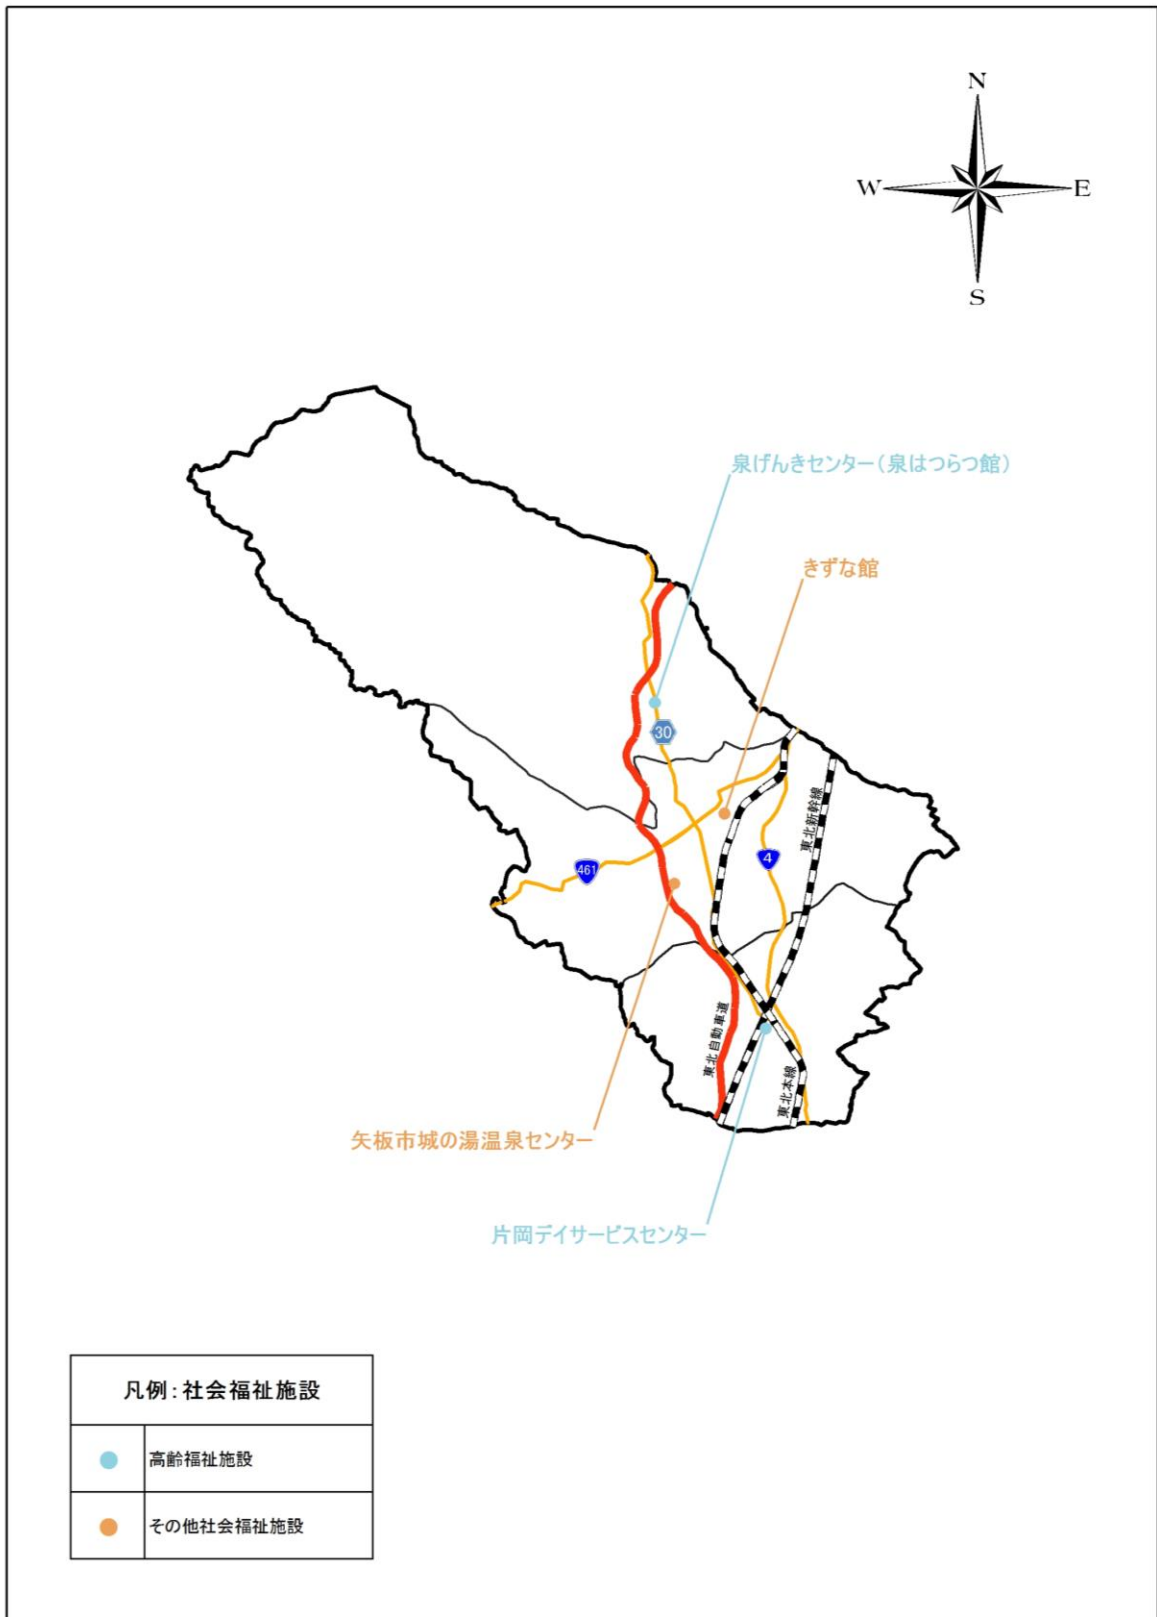 N
W
E
S
泉げんきセンター(泉はつらつ館)
きずな館
30
東北新幹線
4
461
東北自動車道
東北本線
矢板市城の湯温泉センター
片岡デイサービスセンター
凡例:社会福祉施設
高齢福祉施設
その他社会福祉施設